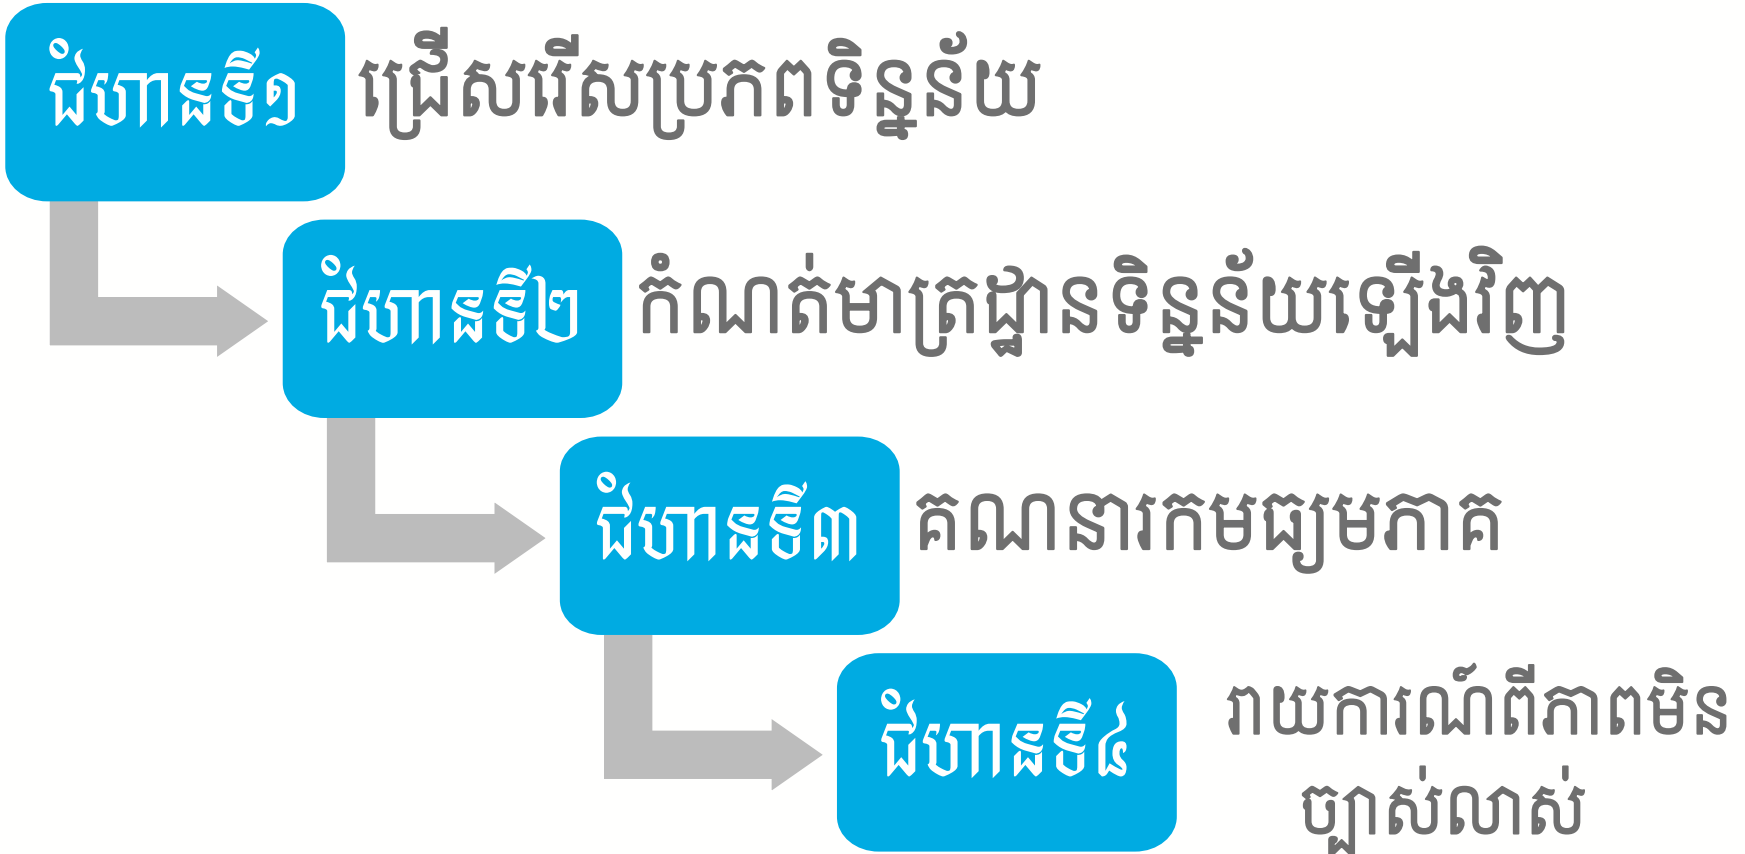 ជំហានទី១
ជ្រើសរើសប្រភពទិន្នន័យ
ជំហានទី២
កំណត់មាត្រដ្ឋានទិន្នន័យឡើងវិញ
ជំហានទី៣
គណនារកមធ្យមភាគ
ជំហានទី៤
រាយការណ៍ពីភាពមិន
ច្បាស់លាស់